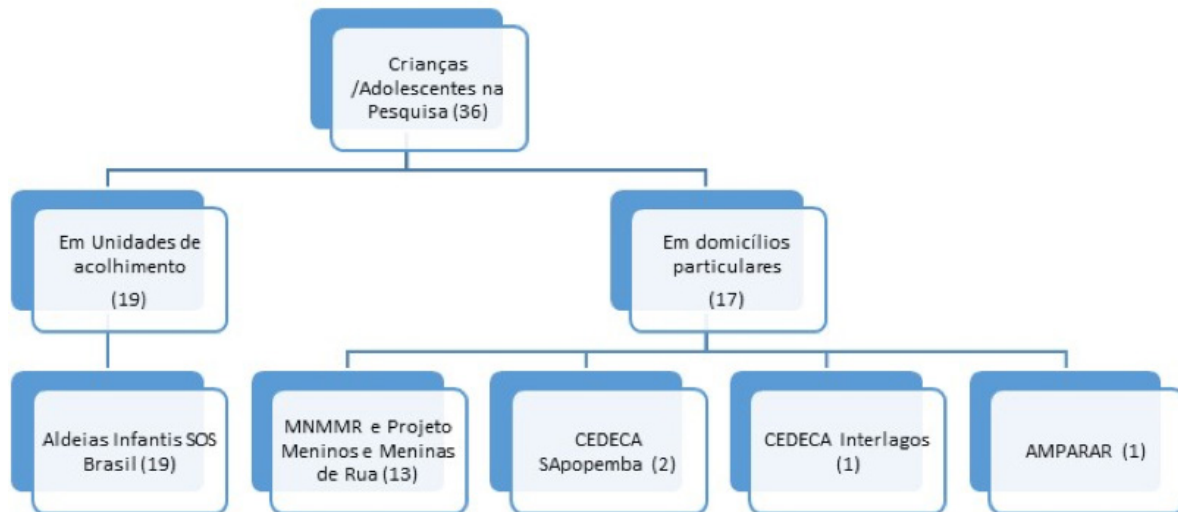 Crianças
/Adolescentes na
Pesquisa (36)
Em Unidades de
acolhimento
(19)
Em domicílios
particulares
(17)
Aldeias Infantis SOS
Brasil (19)
MNMMR e Projeto
Meninos e Meninas
de Rua (13)
CEDECA
SApopemba (2)
CEDECA Interlagos
(1)
AMPARAR (1)